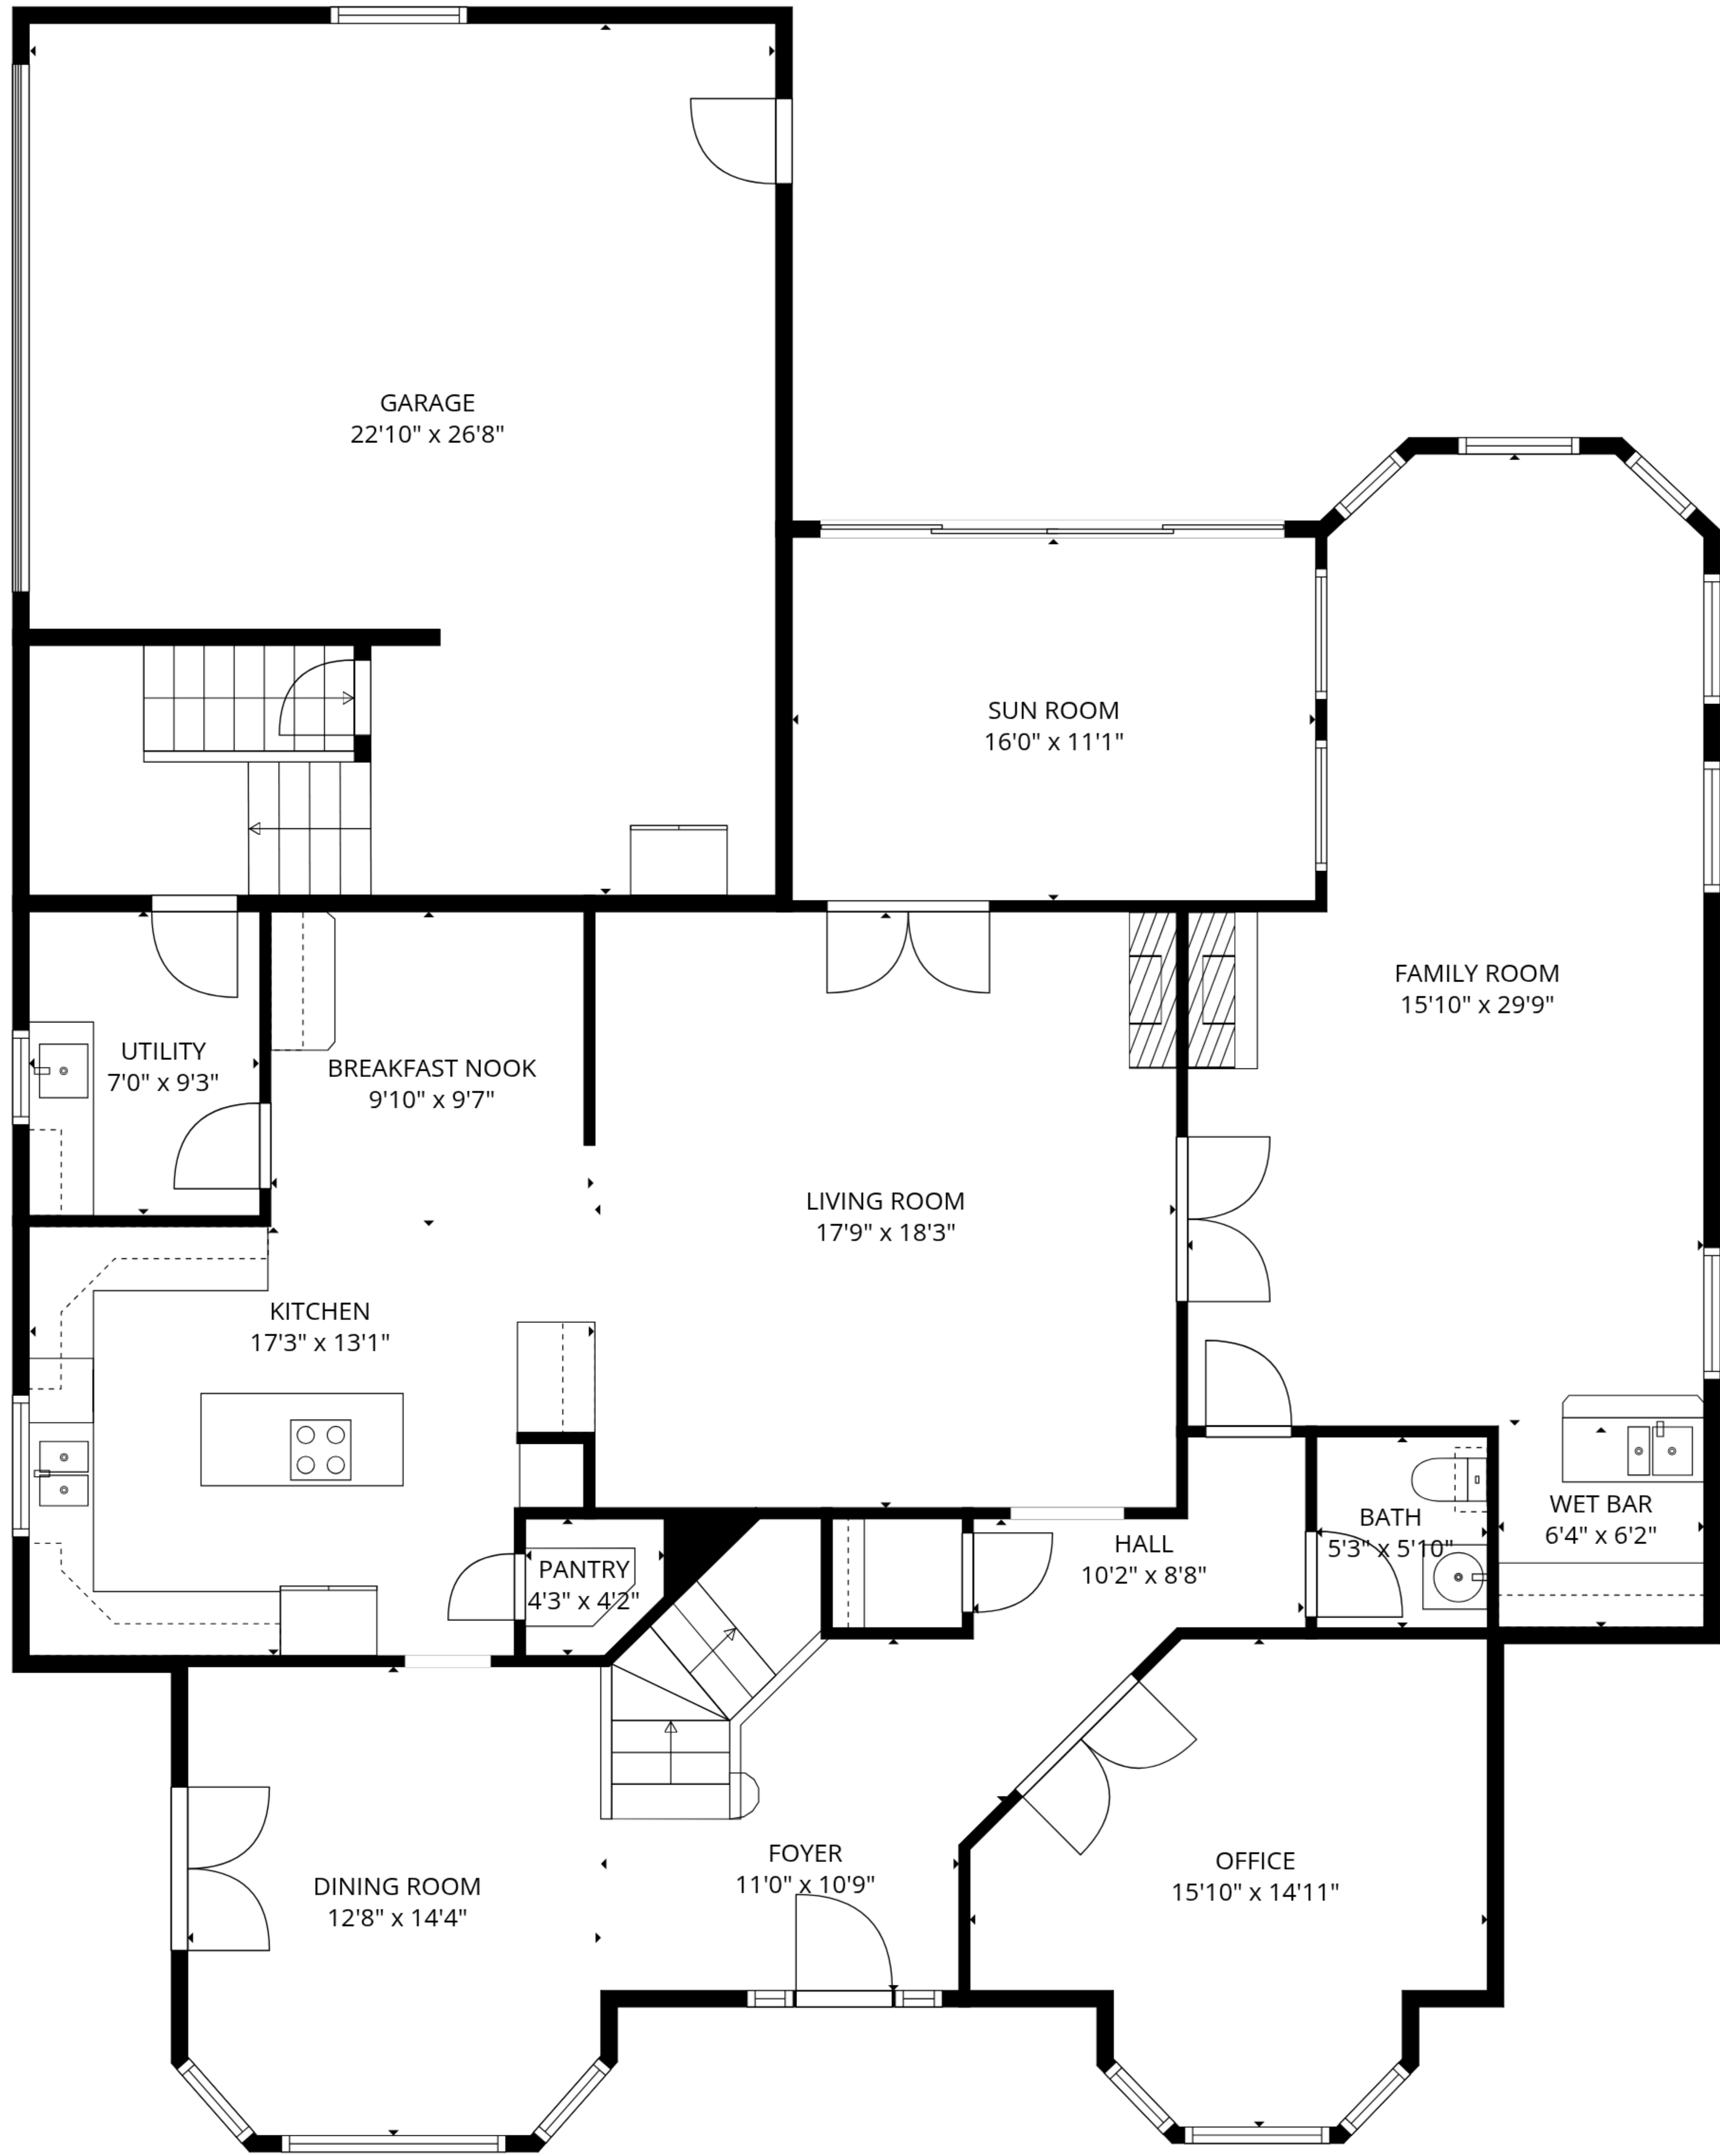 GARAGE
22'10" x 26'8"
SUN ROOM
16'0" x 11'1"
FAMILY ROOM
15'10" x 29'9"
UTILITY
7'0" x 9'3"
BREAKFAST NOOK
9'10" x 9'7"
LIVING ROOM
17'9" x 18'3"
KITCHEN
17'3" x 13'1"
WET BAR
6'4" x 6'2"
BATH
5'3" x 5'10"
HALL
10'2" x 8'8"
PANTRY
4'3" x 4'2"
FOYER
11'0" x 10'9"
OFFICE
15'10" x 14'11"
DINING ROOM
12'8" x 14'4"